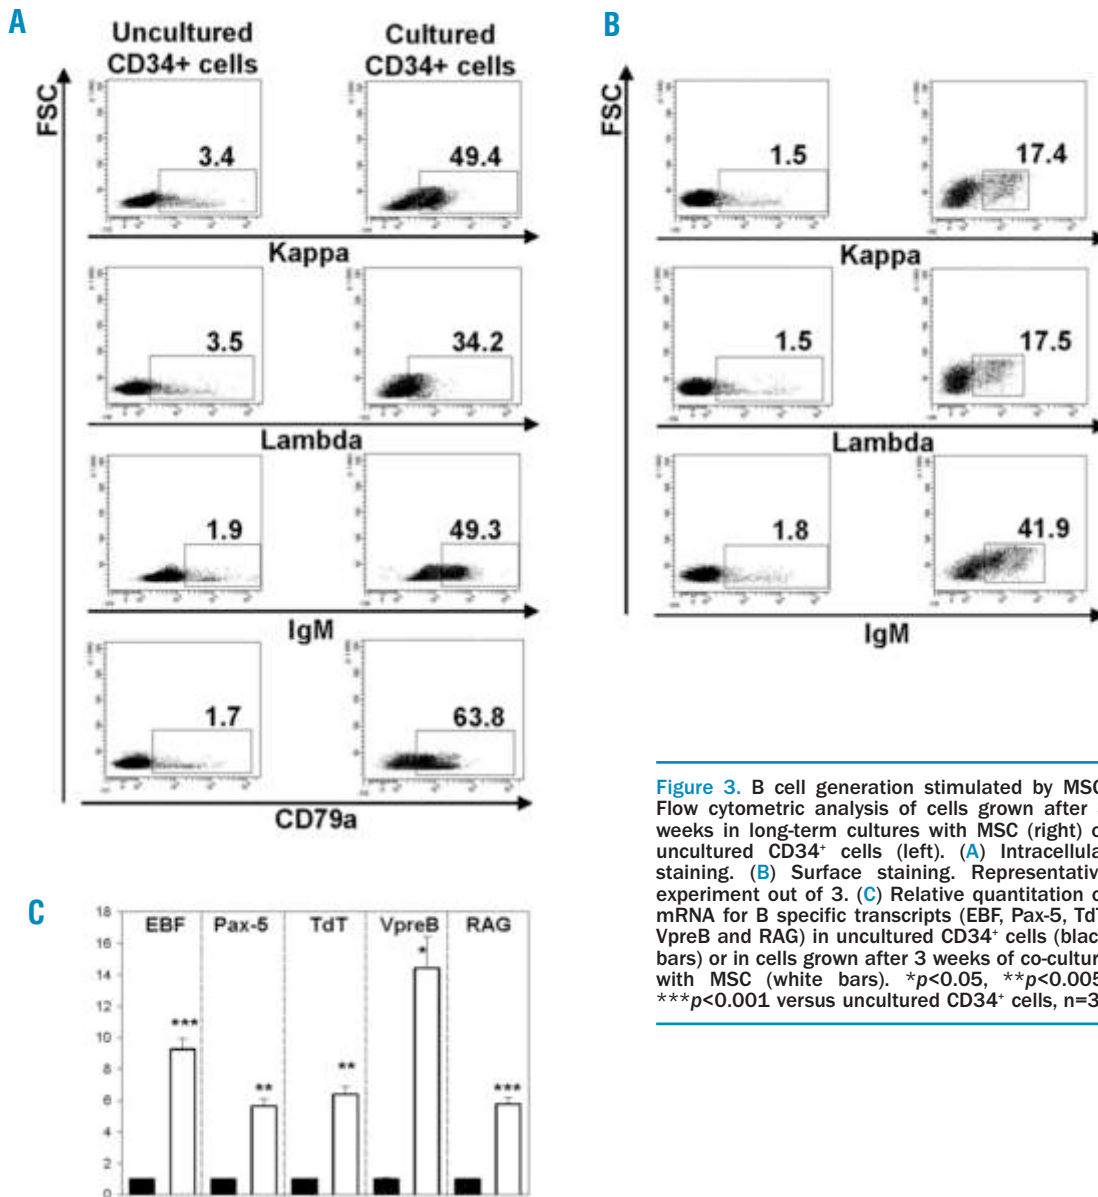 A
Uncultured CD34+ cells
Cultured CD34+ cells
FSC
3.4
49.4
Kappa
3.5
34.2
Lambda
1.9
49.3
IgM
1.7
63.8
CD79a
B
FSC
1.5
17.4
Kappa
1.5
17.5
Lambda
1.8
41.9
IgM
Figure 3. B cell generation stimulated by MSC
Flow cytometric analysis of cells grown after
weeks in long-term cultures with MSC (right) o
uncultured CD34+ cells (left). (A) Intracellula
staining. (B) Surface staining. Representativ
experiment out of 3. (C) Relative quantitation o
mRNA for B specific transcripts (EBF, Pax-5, TdT
VpreB and RAG) in uncultured CD34+ cells (blac
bars) or in cells grown after 3 weeks of co-cultur
with MSC (white bars). *p<0.05, **p<0.005
***p<0.001 versus uncultured CD34+ cells, n=3
C
18
16
14
12
10
8
6
4
2
0
EBF Pax-5 TdT VpreB RAG
*** ** ** * ***